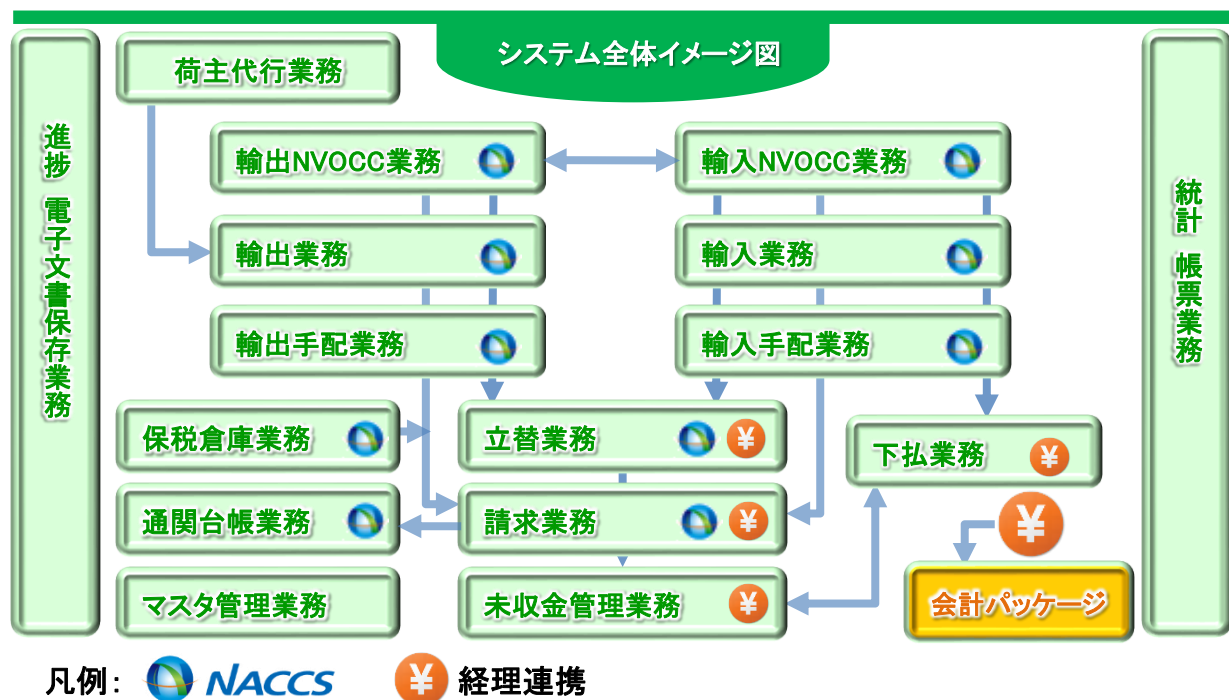 システム全体イメージ図
進捗 電子文書保存業務
荷主代行業務
輸出NVOCC業務
輸入NVOCC業務
輸出業務
輸入業務
輸出手配業務
輸入手配業務
保税倉庫業務
立替業務
¥
下払業務
¥
通関台帳業務
請求業務
¥
¥
マスタ管理業務
未収金管理業務
¥
会計パッケージ
統計 帳票業務
凡例: NACCS ¥ 経理連携